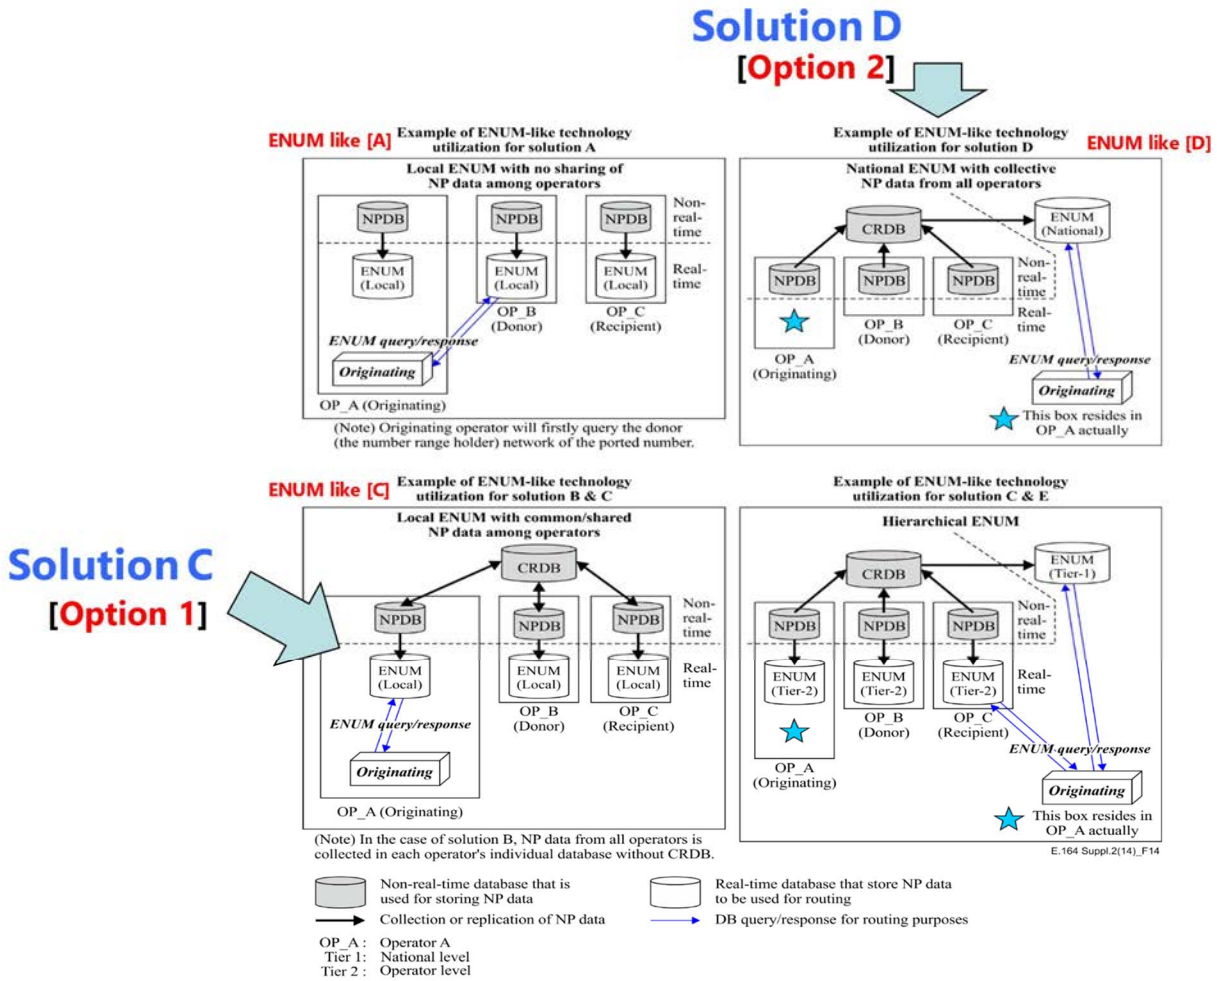 Solution D
[Option 2]
ENUM like [A]
Example of ENUM-like technology
utilization for solution A
Local ENUM with no sharing of
NP data among operators
NPDB
NPDB
NPDB
Non-
real-
time
ENUM
(Local)
ENUM
(Local)
ENUM
(Local)
Real-
time
OP_B
(Donor)
OP_C
(Recipient)
ENUM query/response
Originating
OP_A (Originating)
(Note) Originating operator will firstly query the donor
(the number range holder) network of the ported number.
Example of ENUM-like technology
utilization for solution D
ENUM like [D]
National ENUM with collective
NP data from all operators
CRDB
ENUM
(National)
NPDB
NPDB
NPDB
Non-
real-
time
Real-
time
OP_A
(Originating)
OP_B
(Donor)
OP_C
(Recipient)
ENUM query/response
Originating
This box resides in
OP_A actually
Solution C
[Option 1]
ENUM like [C]
Example of ENUM-like technology
utilization for solution B & C
Local ENUM with common/shared
NP data among operators
CRDB
NPDB
NPDB
NPDB
Non-
real-
time
ENUM
(Local)
ENUM
(Local)
ENUM
(Local)
Real-
time
OP_B
(Donor)
OP_C
(Recipient)
ENUM query/response
Originating
OP_A (Originating)
(Note) In the case of solution B, NP data from all operators is
collected in each operator's individual database without CRDB.
Example of ENUM-like technology
utilization for solution C & E
Hierarchical ENUM
CRDB
ENUM
(Tier-1)
NPDB
NPDB
NPDB
Non-
real-
time
ENUM
(Tier-2)
ENUM
(Tier-2)
ENUM
(Tier-2)
Real-
time
OP_A
(Originating)
OP_B
(Donor)
OP_C
(Recipient)
ENUM query/response
Originating
This box resides in
OP_A actually
E.164 Suppl.2(14)_F14
Non-real-time database that is
used for storing NP data
Real-time database that store NP data
to be used for routing
Collection or replication of NP data
DB query/response for routing purposes
OP_A : Operator A
Tier 1: National level
Tier 2 : Operator level